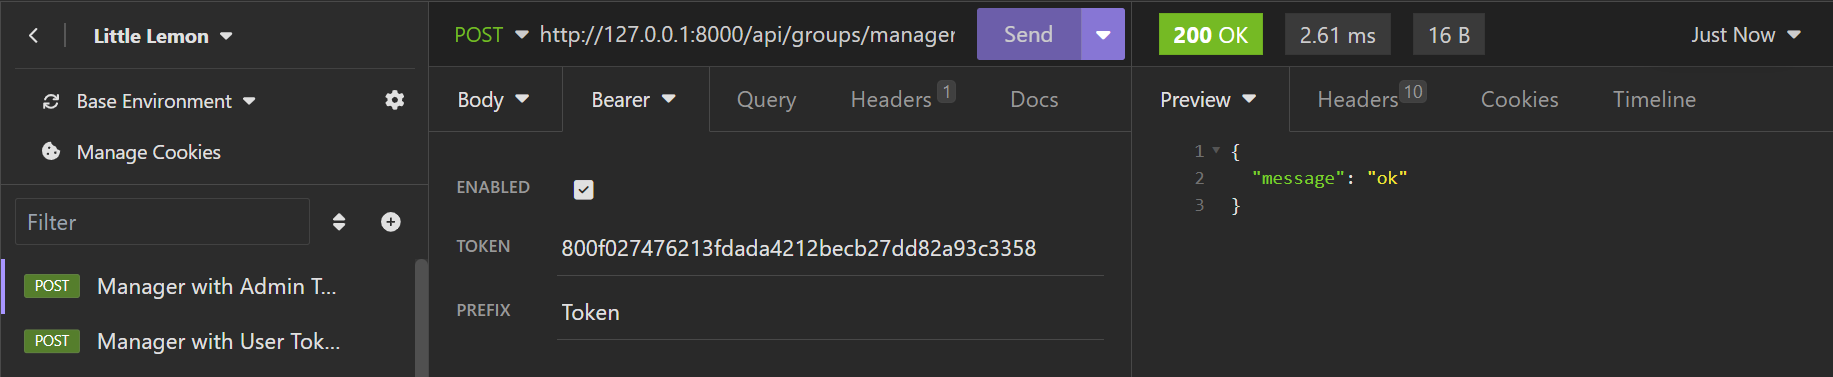 Little Lemon
Base Environment
Manage Cookies
Filter
POST Manager with Admin T...
POST Manager with User Tok...
POST http://127.0.0.1:8000/api/groups/manager Send
Body Bearer Query Headers 1 Docs
ENABLED
TOKEN 800f027476213fdada4212becb27dd82a93c3358
PREFIX Token
200 OK 2.61 ms 16 B Just Now
Preview Headers 10 Cookies Timeline
1 {
2 "message": "ok"
3 }